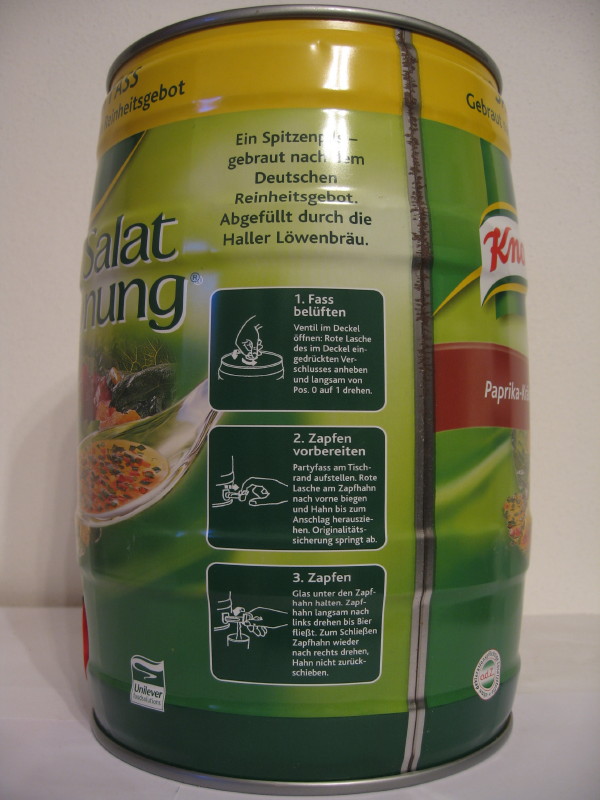 FASS
Reinheitsgebot
Gebraut
Ein Spitzenpils –
gebraut nach dem
Deutschen
Reinheitsgebot.
Abgefüllt durch die
Haller Löwenbräu.
Salat
nung®
Kno
Paprika-K
1. Fass
belüften
Ventil im Deckel
öffnen: Rote Lasche
des im Deckel ein-
gedrückten Ver-
schlusses anheben
und langsam von
Pos. 0 auf 1 drehen.
2. Zapfen
vorbereiten
Partyfass am Tisch-
rand aufstellen. Rote
Lasche am Zapfhahn
nach vorne biegen
und Hahn bis zum
Anschlag herauszie-
hen. Originalitäts-
sicherung springt ab.
3. Zapfen
Glas unter den Zapf-
hahn halten. Zapf-
hahn langsam nach
links drehen bis Bier
fließt. Zum Schließen
Zapfhahn wieder
nach rechts drehen,
Hahn nicht zurück-
schieben.
Unilever
foodsolutions